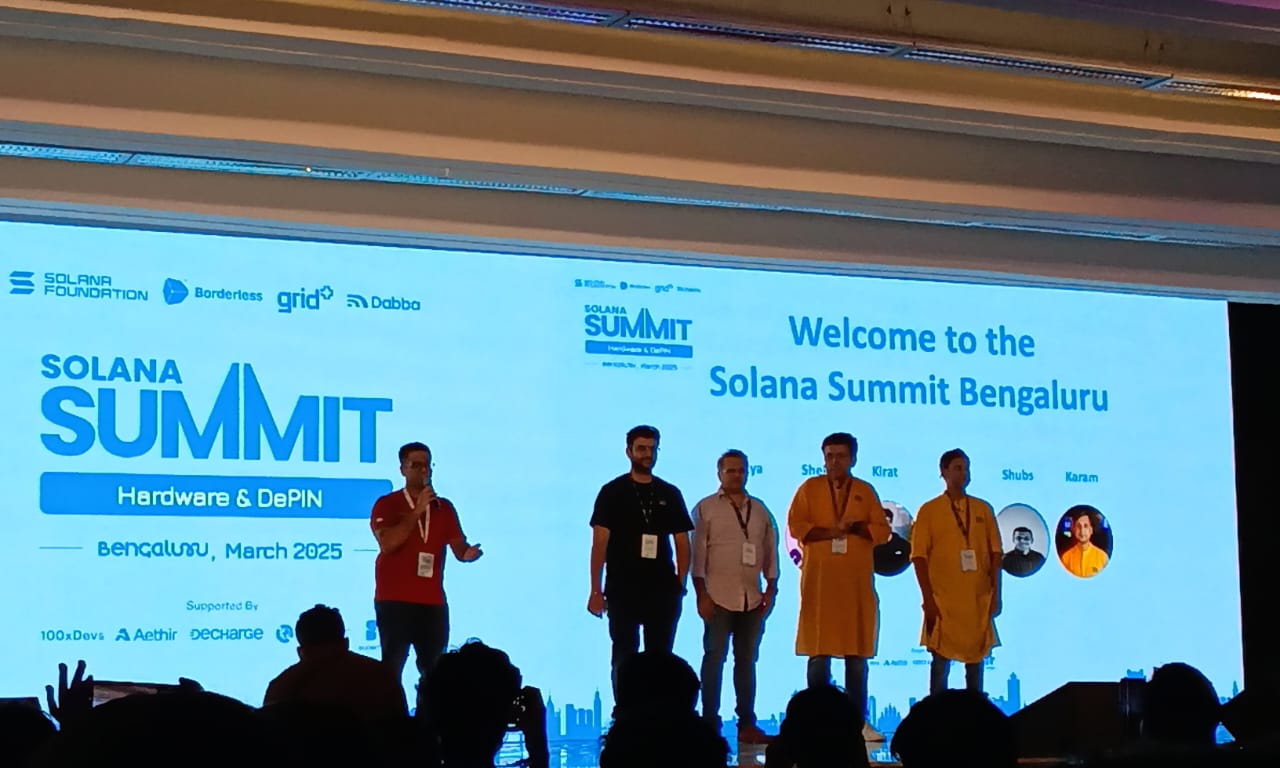 SOLANA
FOUNDATION
Borderless
grid
Dabba
SOLANA
SUMMIT
Hardware & DePIN
Bengaluru, March 2025
Supported By
100xDevs
Aethir
DECHARGE
SOLANA
SUMMIT
Hardware & DePIN
Welcome to the
Solana Summit Bengaluru
Kirat
Shubs
Karam